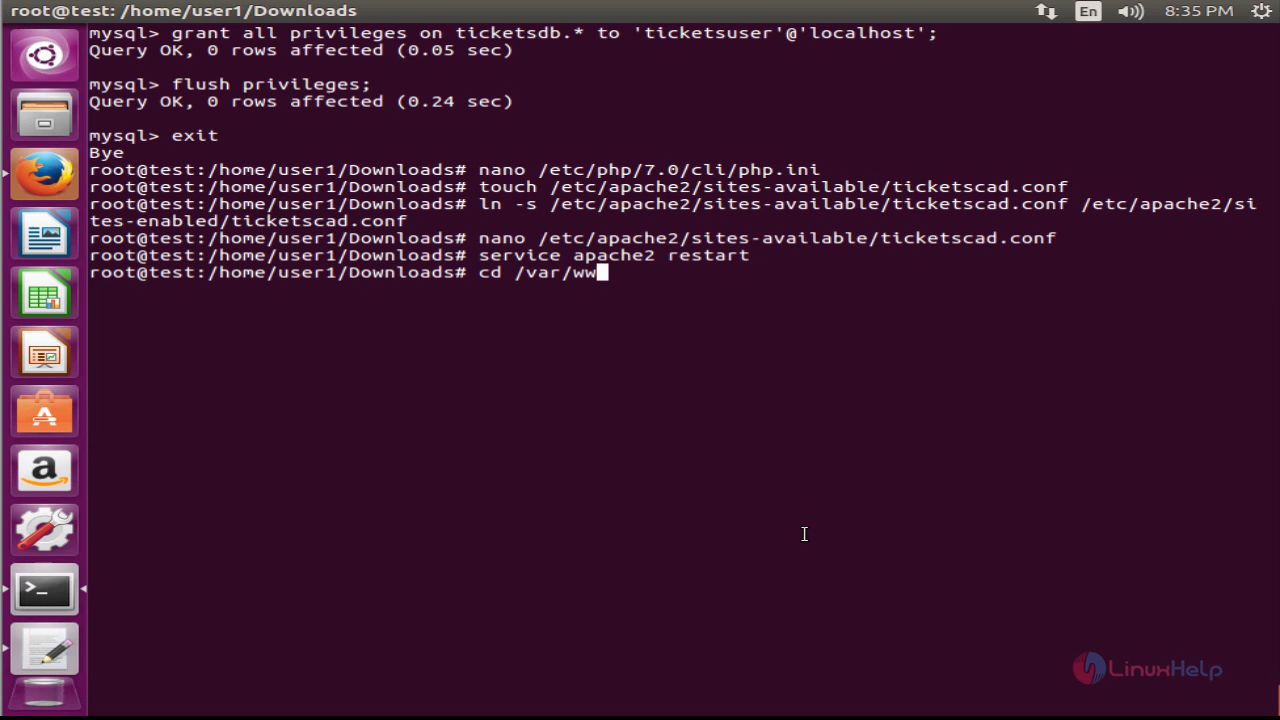 root@test: /home/user1/Downloads
En
8:35 PM
mysql> grant all privileges on ticketsdb.* to 'ticketsuser'@'localhost';
Query OK, 0 rows affected (0.05 sec)
mysql> flush privileges;
Query OK, 0 rows affected (0.24 sec)
mysql> exit
Bye
root@test:/home/user1/Downloads# nano /etc/php/7.0/cli/php.ini
root@test:/home/user1/Downloads# touch /etc/apache2/sites-available/ticketscad.conf
root@test:/home/user1/Downloads# ln -s /etc/apache2/sites-available/ticketscad.conf /etc/apache2/si
tes-enabled/ticketscad.conf
root@test:/home/user1/Downloads# nano /etc/apache2/sites-available/ticketscad.conf
root@test:/home/user1/Downloads# service apache2 restart
root@test:/home/user1/Downloads# cd /var/ww
LinuxHelp